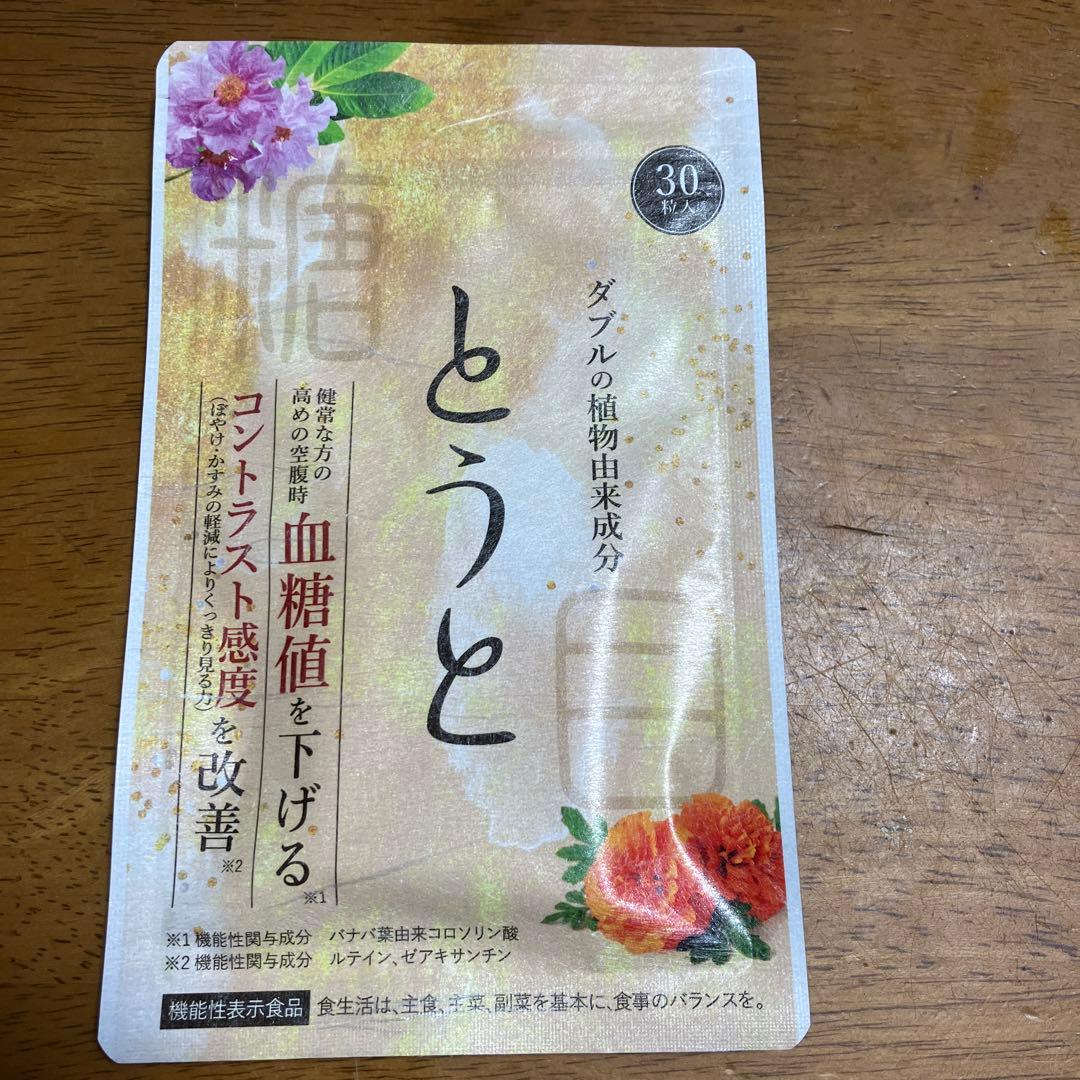 30
粒入
ダブルの植物由来成分
とうと
糖
目
健常な方の
高めの空腹時
血糖値を下げる※1
コントラスト感度を改善※2
(ぼやけ・かすみの軽減によりくっきり見る力)
※1 機能性関与成分 バナバ葉由来コロソリン酸
※2 機能性関与成分 ルテイン、ゼアキサンチン
機能性表示食品 食生活は、主食、主菜、副菜を基本に、食事のバランスを。